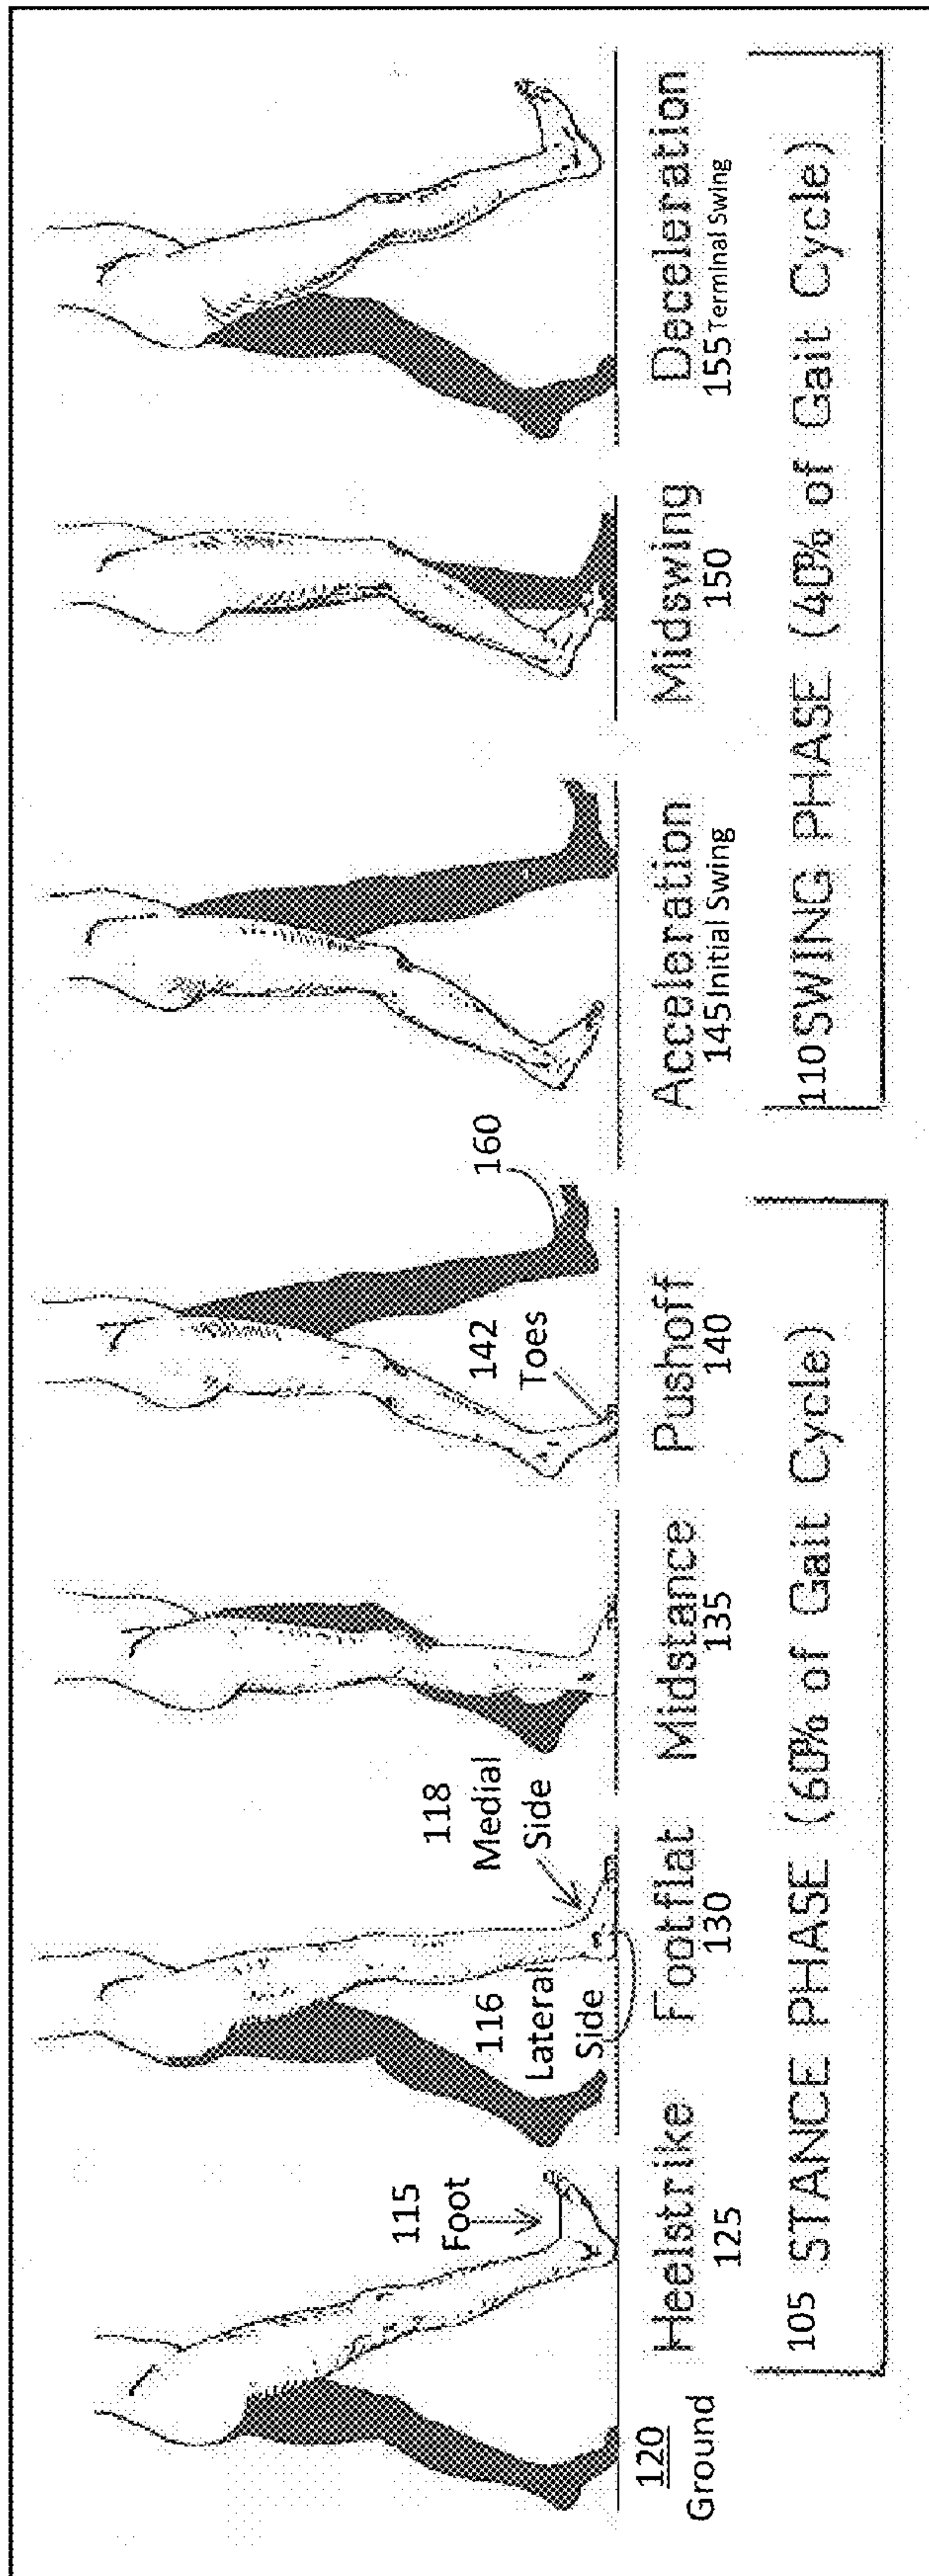 115
Foot
116
Lateral
Side
118
Medial
Side
142
Toes
160
120
Ground
Heelstrike
125
Footflat
130
Midstance
135
Pushoff
140
Acceleration
145 Initial Swing
Midswing
150
Deceleration
155 Terminal Swing
105 STANCE PHASE (60% of Gait Cycle)
110 SWING PHASE (40% of Gait Cycle)